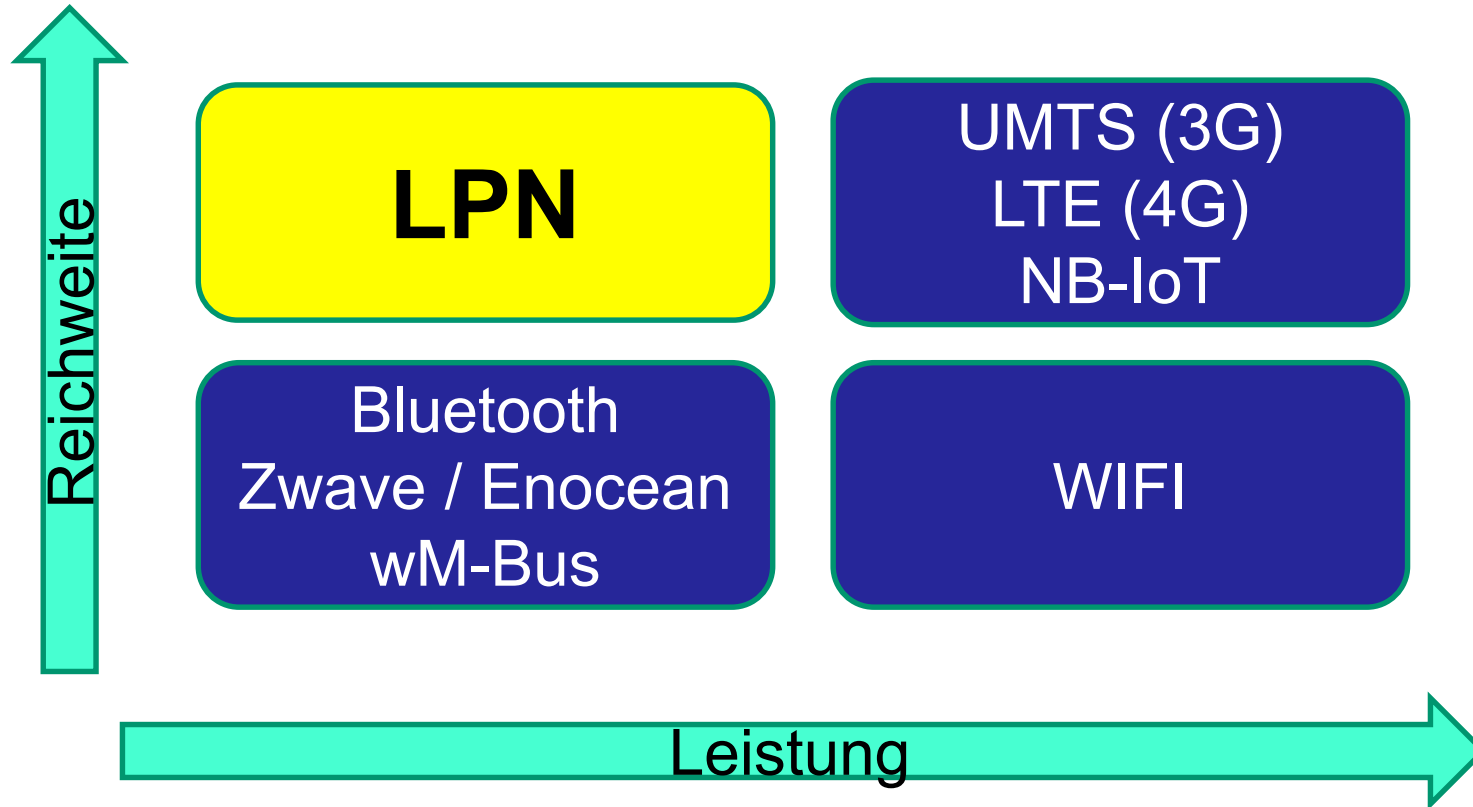 Reichweite
LPN
UMTS (3G)
LTE (4G)
NB-IoT
Bluetooth
Zwave / Enocean
wM-Bus
WIFI
Leistung